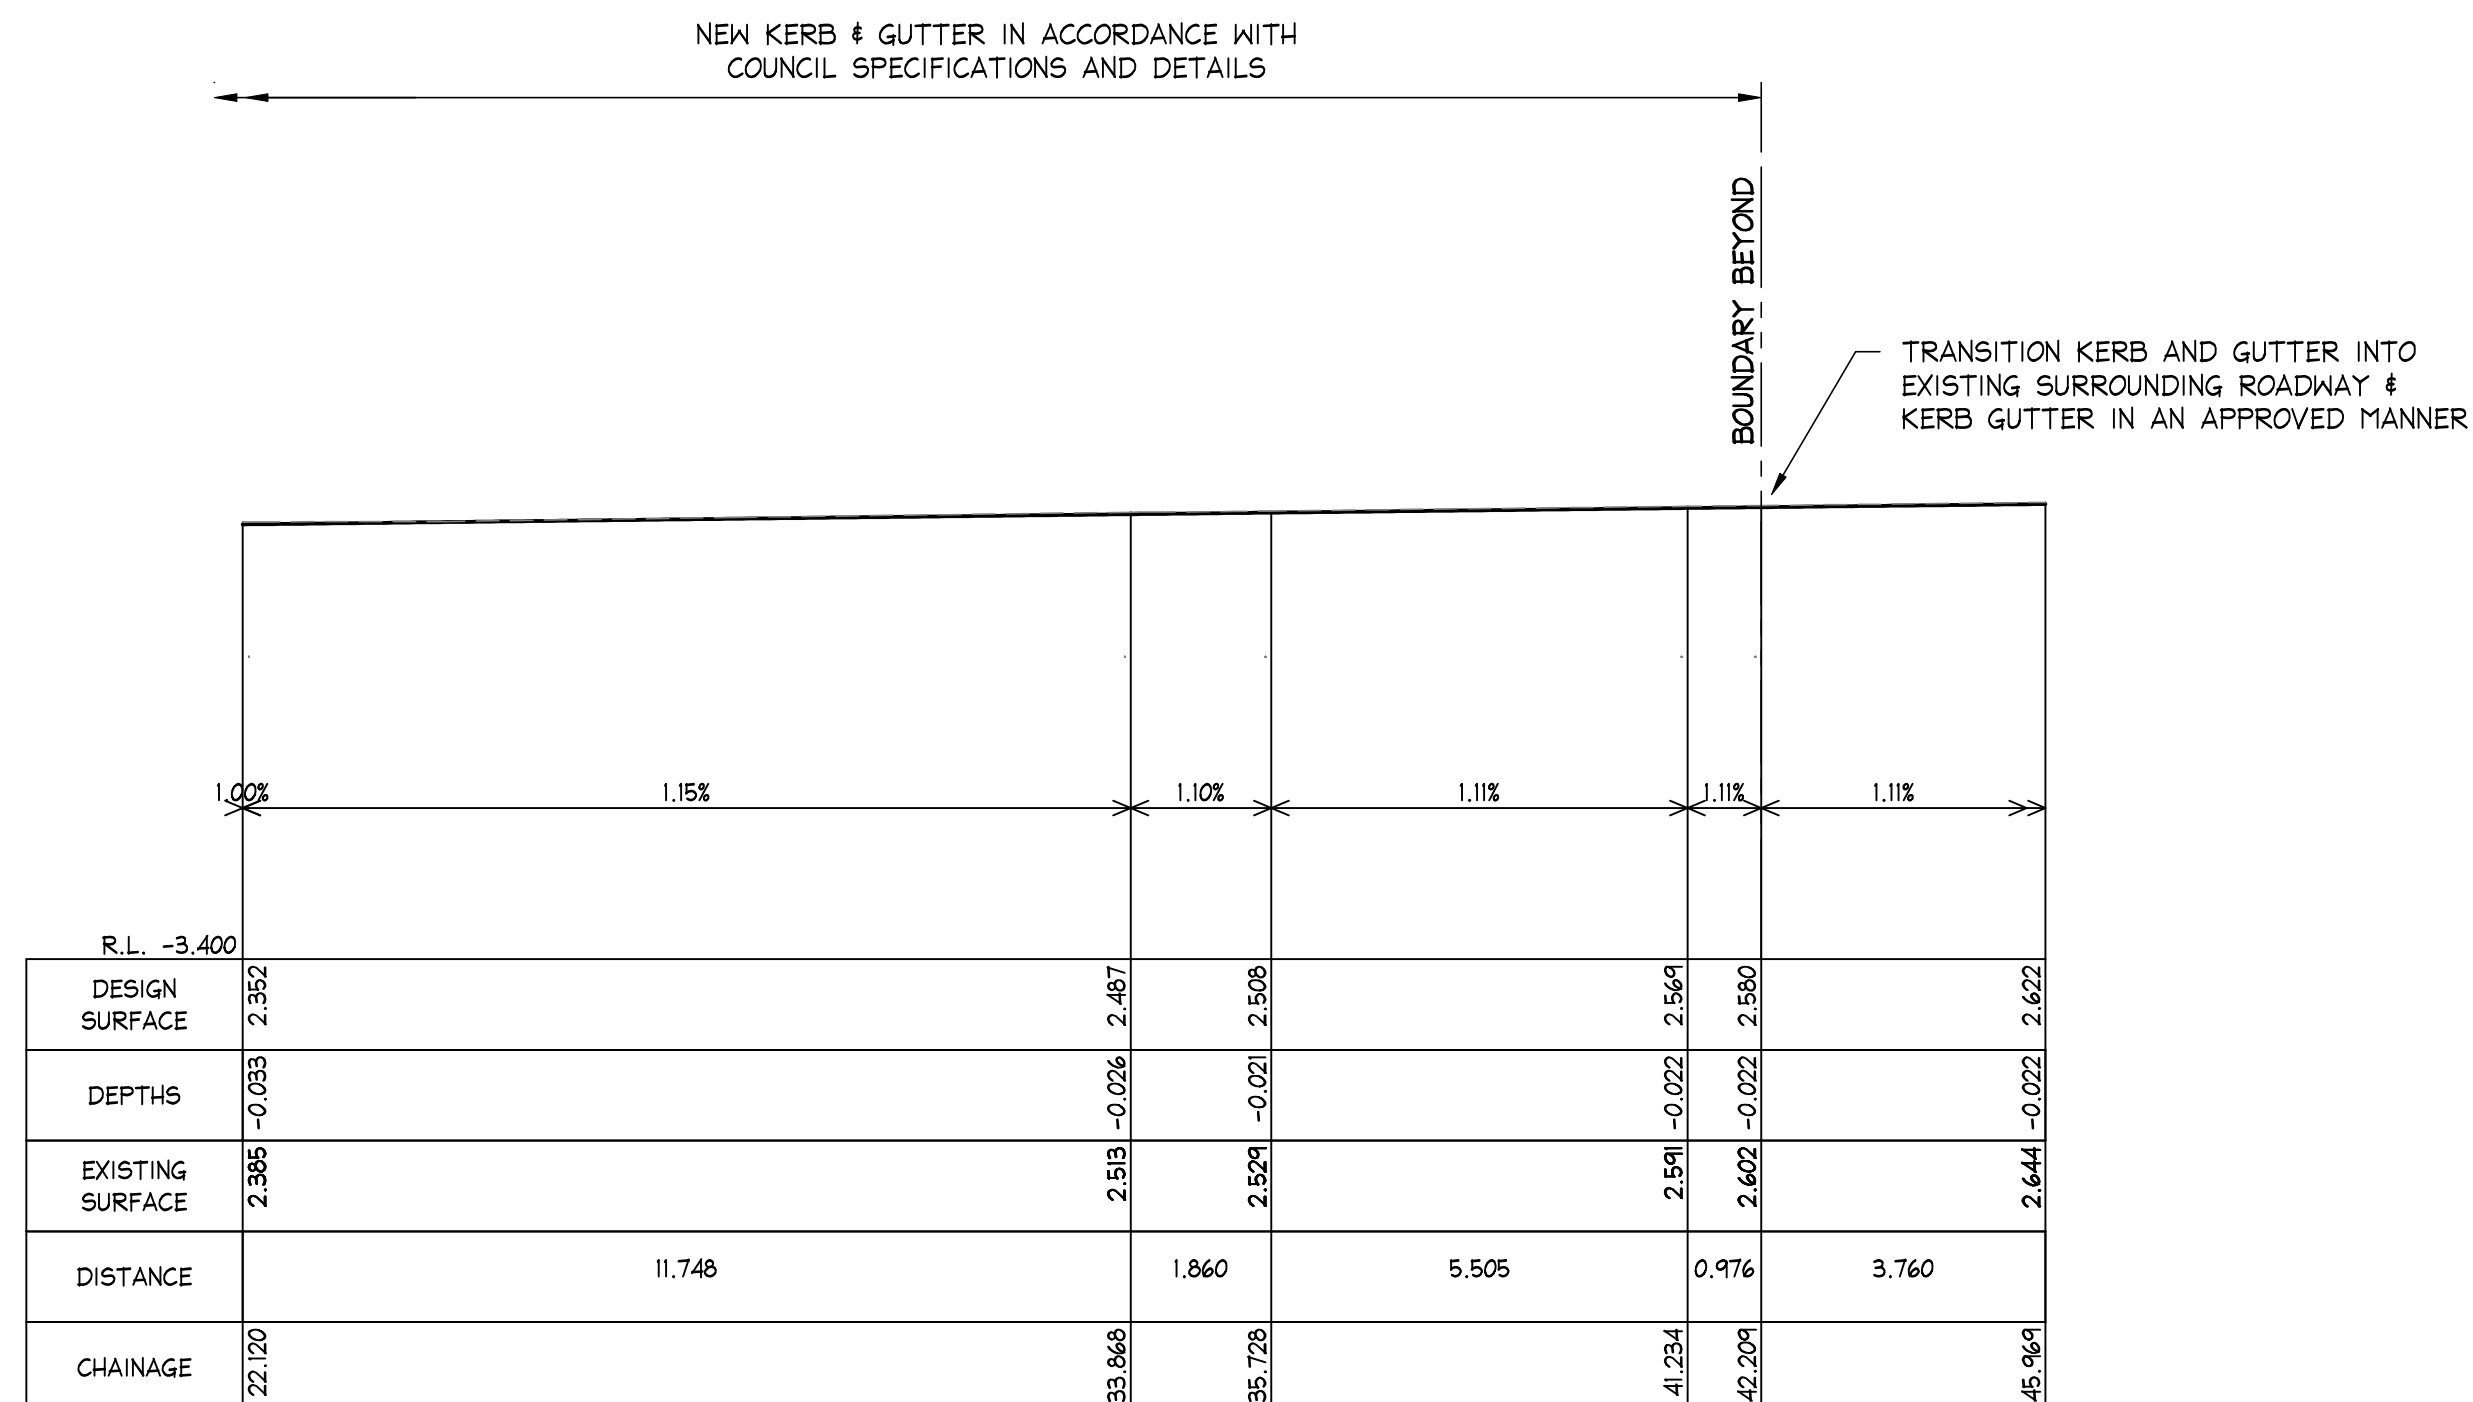 NEW KERB & GUTTER IN ACCORDANCE WITH
COUNCIL SPECIFICATIONS AND DETAILS
BOUNDARY BEYOND
TRANSITION KERB AND GUTTER INTO
EXISTING SURROUNDING ROADWAY &
KERB GUTTER IN AN APPROVED MANNER
1.00% 1.15% 1.10% 1.11% 1.11% 1.11%
R.L. -3.400
DESIGN
SURFACE
2.352 2.487 2.508 2.569 2.580 2.622
DEPTHS
-0.033 -0.026 -0.021 -0.022 -0.022 -0.022
EXISTING
SURFACE
2.385 2.513 2.529 2.591 2.602 2.644
DISTANCE 11.748 1.860 5.505 0.976 3.760
CHAINAGE
22.120 33.868 35.728 41.234 42.209 45.969